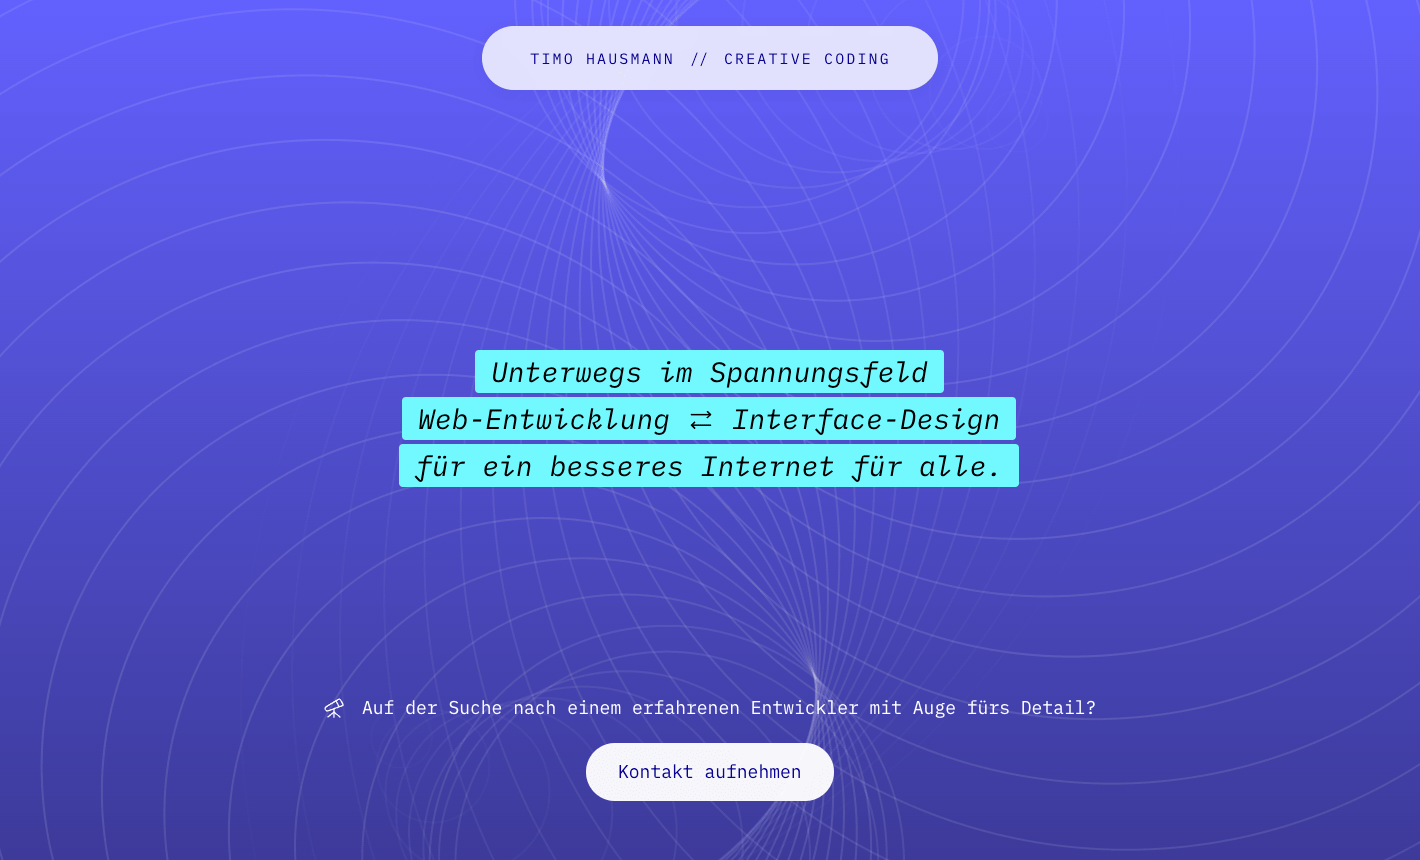 TIMO HAUSMANN // CREATIVE CODING
Unterwegs im Spannungsfeld
Web-Entwicklung ⇄ Interface-Design
für ein besseres Internet für alle.
Auf der Suche nach einem erfahrenen Entwickler mit Auge fürs Detail?
Kontakt aufnehmen